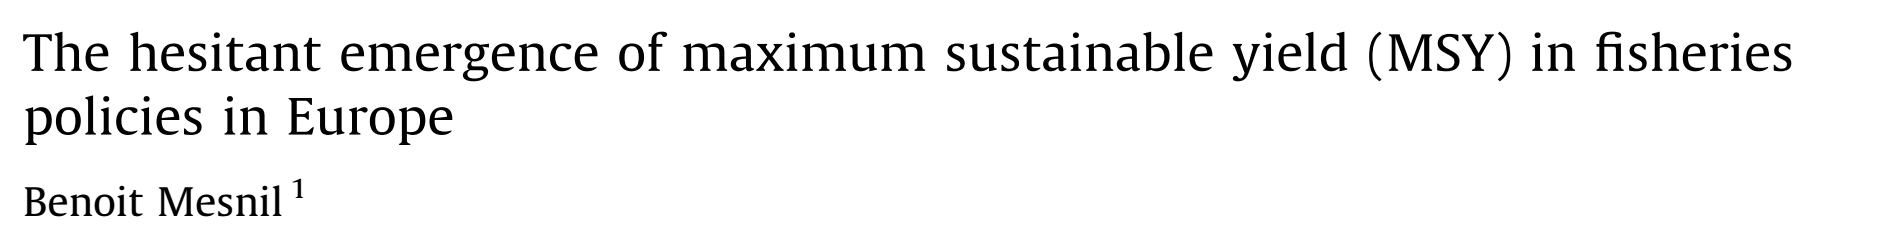 The hesitant emergence of maximum sustainable yield (MSY) in fisheries
policies in Europe
Benoit Mesnil 1